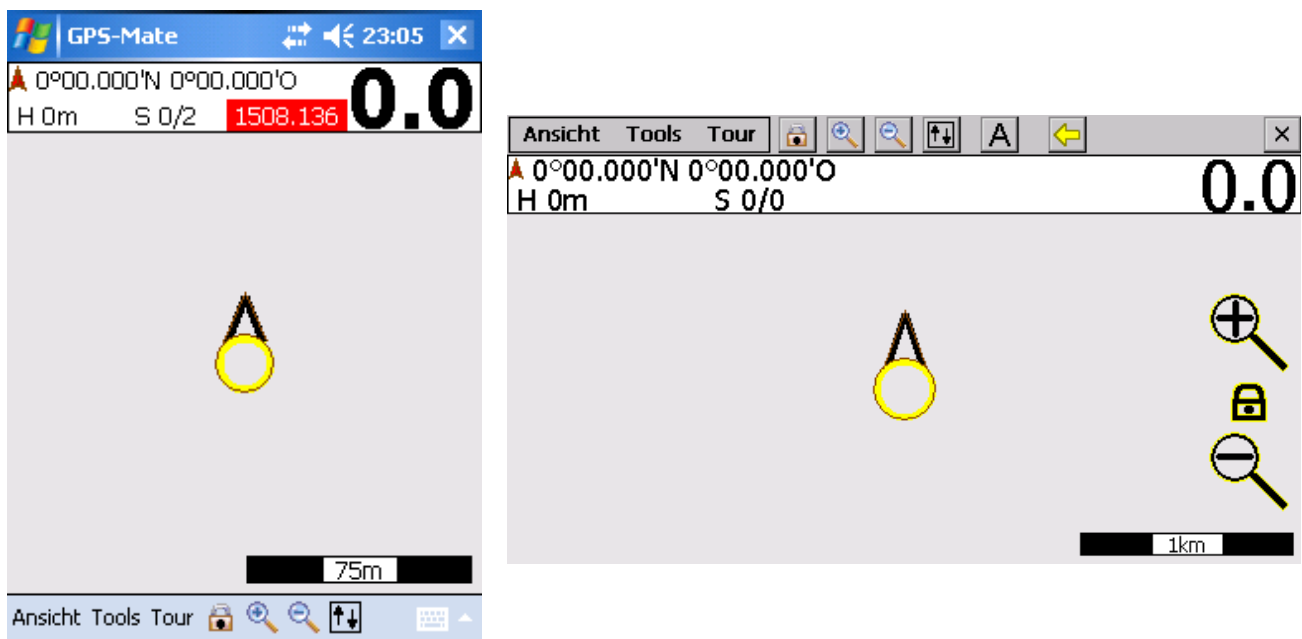 GPS-Mate 23:05
0°00.000'N 0°00.000'O
H 0m S 0/2 1508.136 0.0
75m
Ansicht Tools Tour
Ansicht Tools Tour A
0°00.000'N 0°00.000'O
H 0m S 0/0 0.0
1km